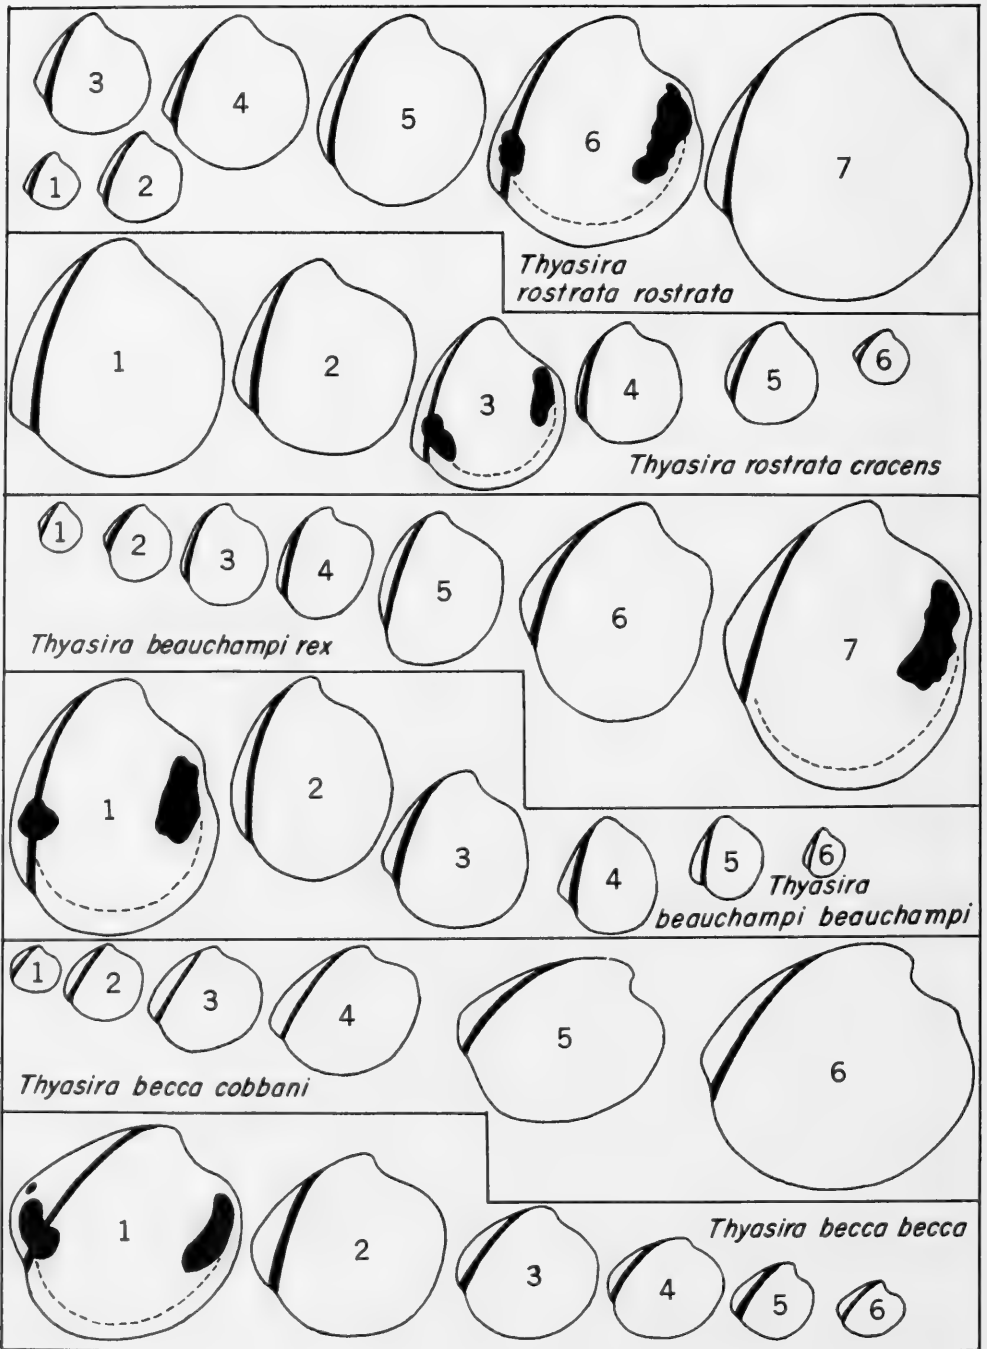 3 4 5 6 7
1 2
Thyasira
rostrata rostrata
1 2 3 4 5 6
Thyasira rostrata cracens
1 2 3 4 5 6 7
Thyasira beauchampi rex
1 2 3 4 5 6
Thyasira
beauchampi beauchampi
1 2 3 4 5 6
Thyasira becca cobbani
Thyasira becca becca
1 2 3 4 5 6